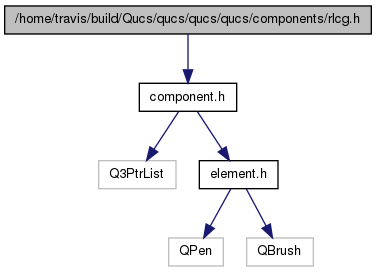 /home/travis/build/Qucs/qucs/qucs/qucs/components/rlcg.h
component.h
Q3PtrList
element.h
QPen
QBrush